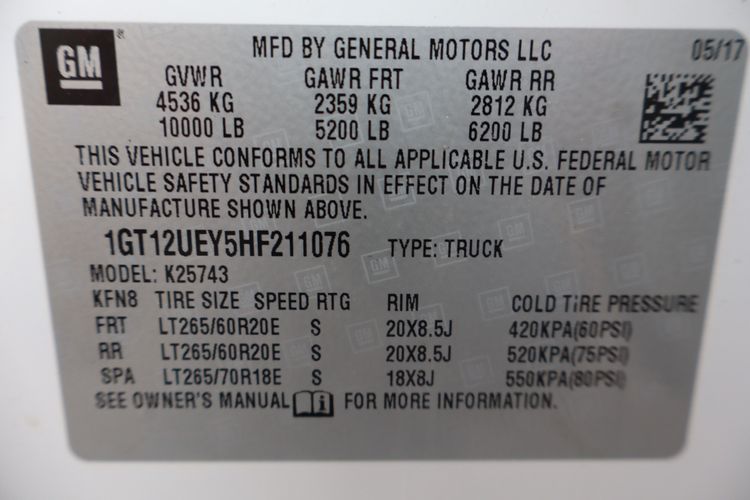 GM
MFD BY GENERAL MOTORS LLC 05/17
GVWR GAWR FRT GAWR RR
4536 KG 2359 KG 2812 KG
10000 LB 5200 LB 6200 LB
THIS VEHICLE CONFORMS TO ALL APPLICABLE U.S. FEDERAL MOTOR
VEHICLE SAFETY STANDARDS IN EFFECT ON THE DATE OF
MANUFACTURE SHOWN ABOVE.
1GT12UEY5HF211076 TYPE: TRUCK
MODEL: K25743
KFN8 TIRE SIZE SPEED RTG RIM COLD TIRE PRESSURE
FRT LT265/60R20E S 20X8.5J 420KPA(60PSI)
RR LT265/60R20E S 20X8.5J 520KPA(75PSI)
SPA LT265/70R18E S 18X8J 550KPA(80PSI)
SEE OWNER'S MANUAL i FOR MORE INFORMATION.